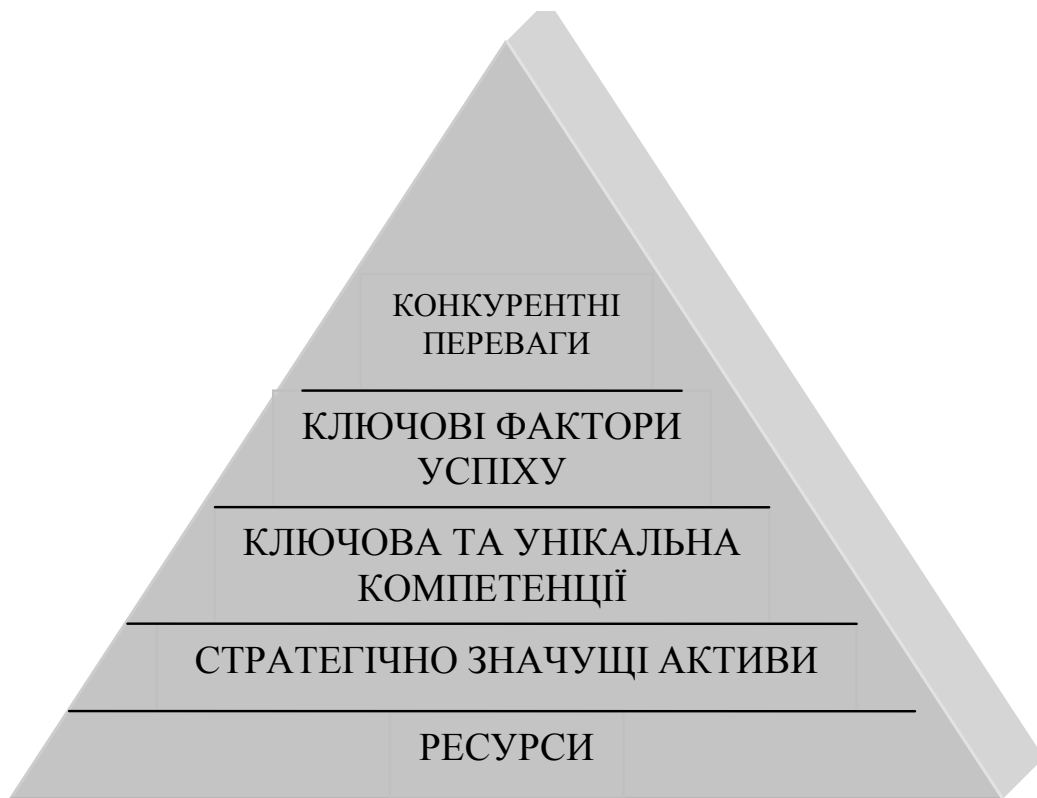 КОНКУРЕНТНІ
ПЕРЕВАГИ
КЛЮЧОВІ ФАКТОРИ
УСПІХУ
КЛЮЧОВА ТА УНІКАЛЬНА
КОМПЕТЕНЦІЇ
СТРАТЕГІЧНО ЗНАЧУЩІ АКТИВИ
РЕСУРСИ